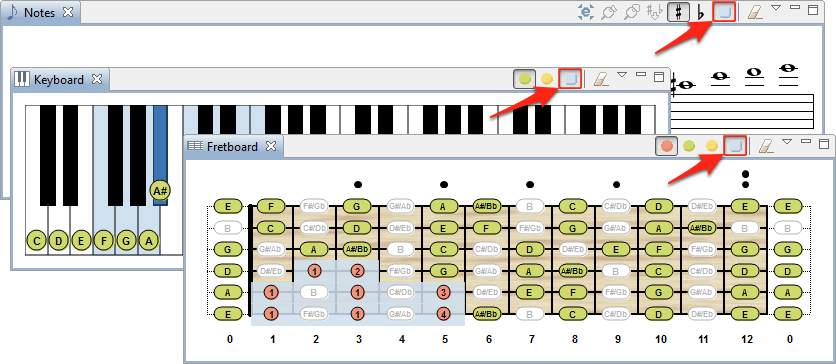 Notes
# ♭
Keyboard
A#
C D E F G A
Fretboard
E F F#/Gb G G#/Ab A A#/Bb B C C#/Db D D#/Eb E E
B C C#/Db D D#/Eb E F F#/Gb G G#/Ab A A#/Bb B B
G G#/Ab A A#/Bb B C C#/Db D D#/Eb E F F#/Gb G G
D D#/Eb 1 2 F#/Gb G G#/Ab A A#/Bb B C C#/Db D D
A 1 B 1 C#/Db 3 D#/Eb E F F#/Gb G G#/Ab A A
E 1 F#/Gb 1 G#/Ab 4 A#/Bb B C C#/Db D D#/Eb E E
0 1 2 3 4 5 6 7 8 9 10 11 12 0